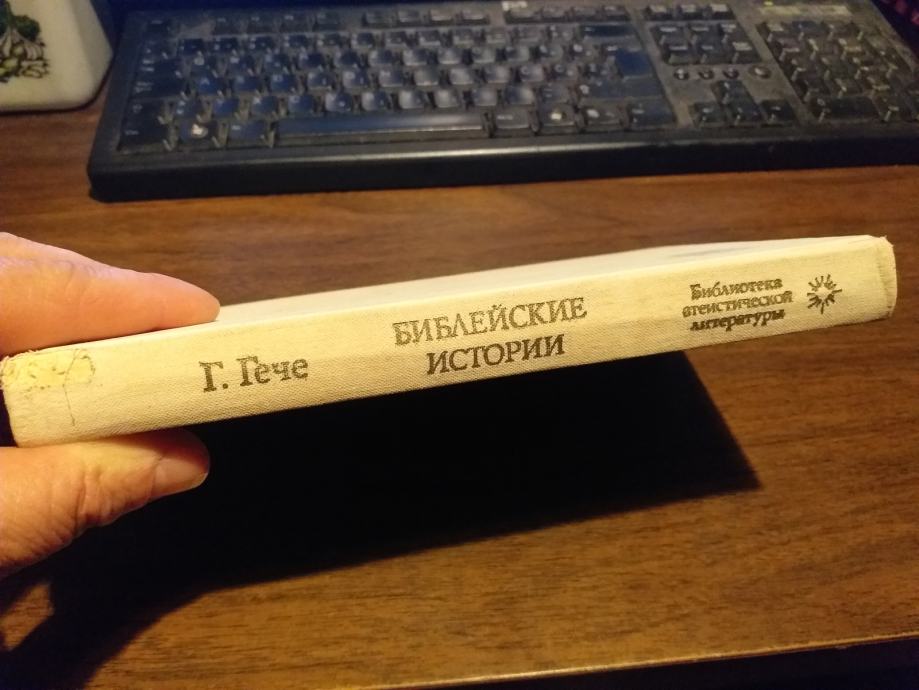 Г. Гече
БИБЛЕЙСКИЕ
ИСТОРИИ
Библиотека
атеистической
литературы